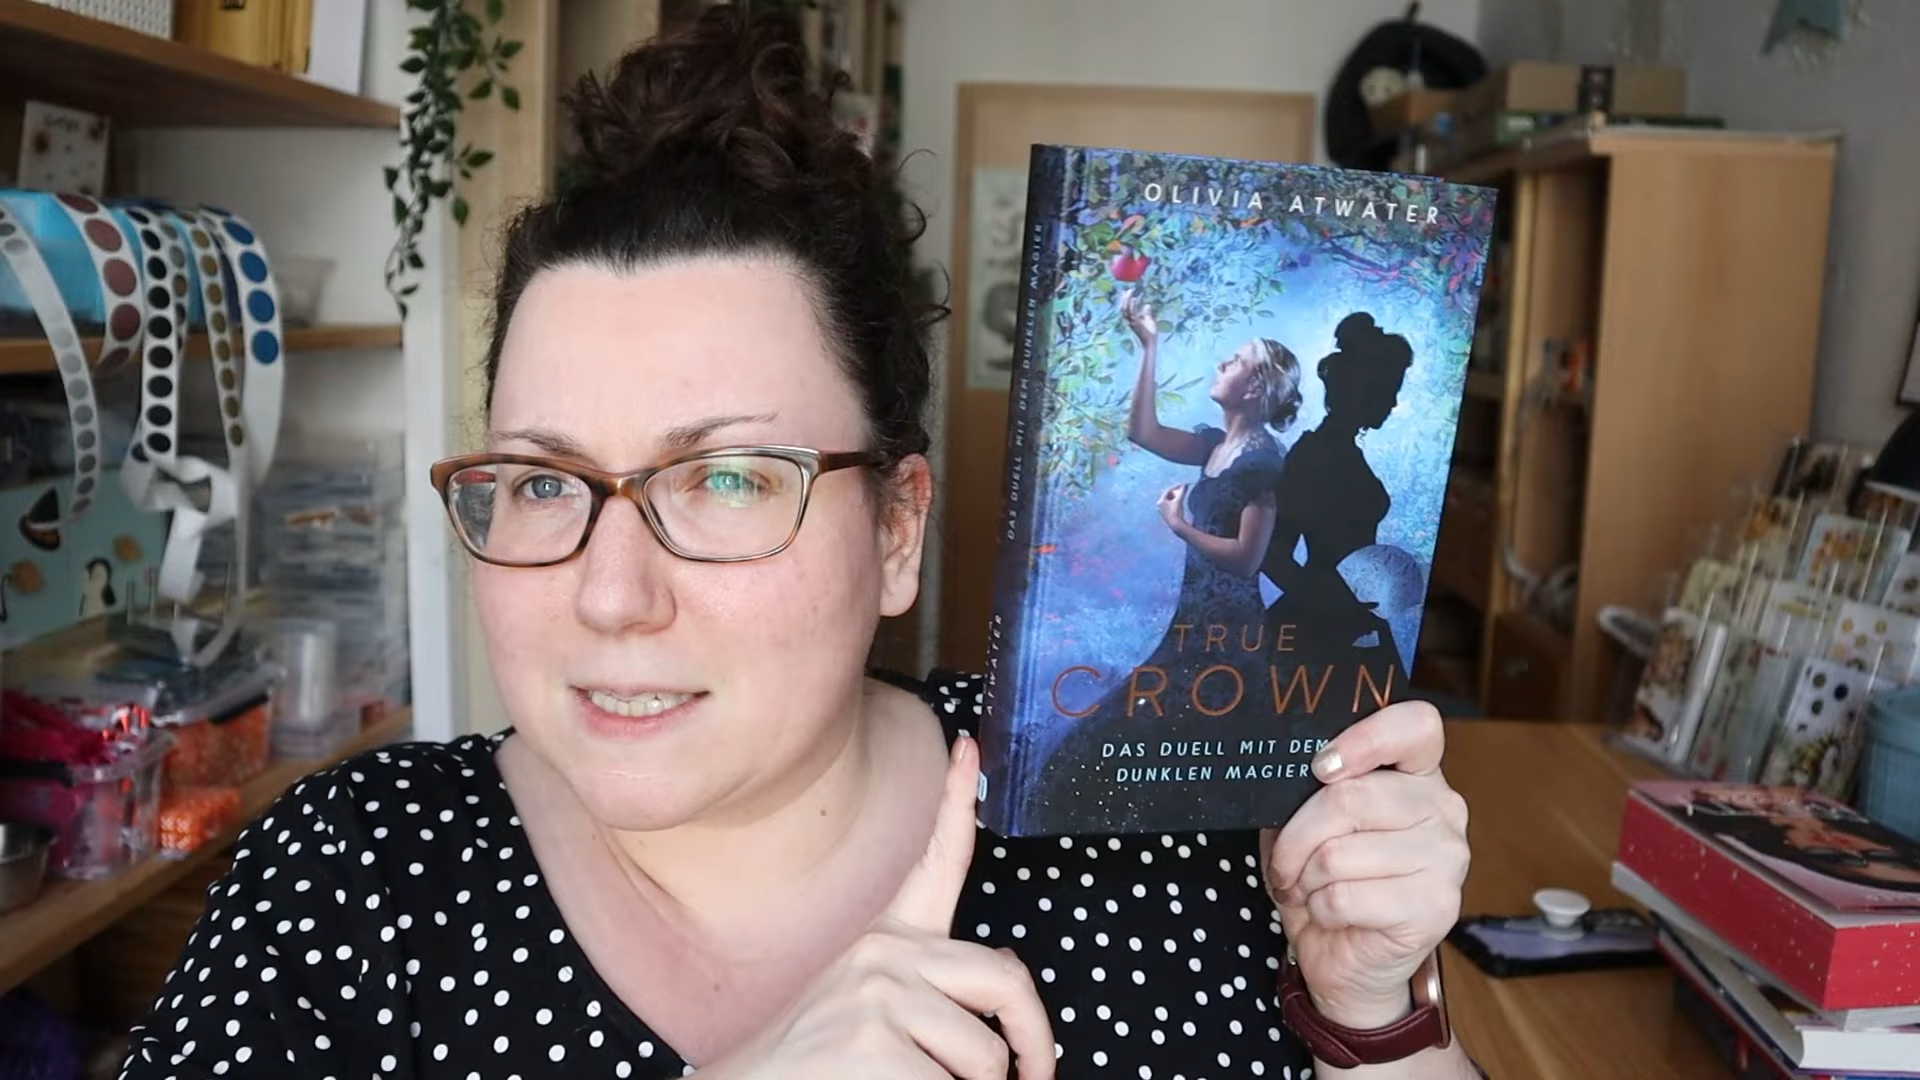 OLIVIA ATWATER
TRUE
CROWN
DAS DUELL MIT DEM
DUNKLEN MAGIER
DAS DUELL MIT DEM DUNKLEN MAGIER
ATWATER